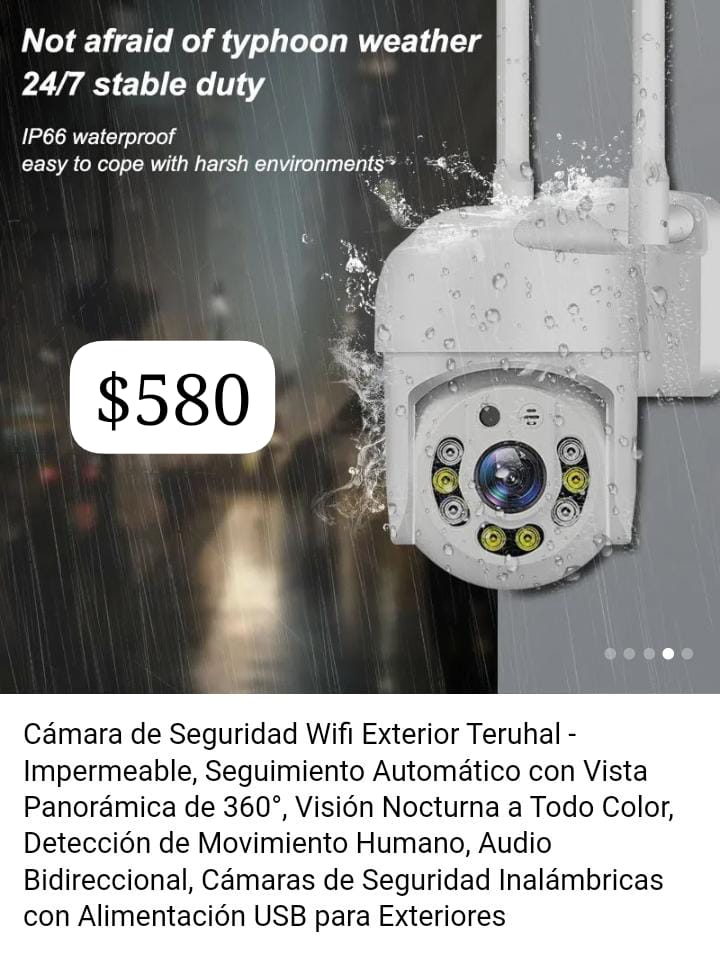 Not afraid of typhoon weather
24/7 stable duty
IP66 waterproof
easy to cope with harsh environments
$580
Cámara de Seguridad Wifi Exterior Teruhal -
Impermeable, Seguimiento Automático con Vista
Panorámica de 360°, Visión Nocturna a Todo Color,
Detección de Movimiento Humano, Audio
Bidireccional, Cámaras de Seguridad Inalámbricas
con Alimentación USB para Exteriores